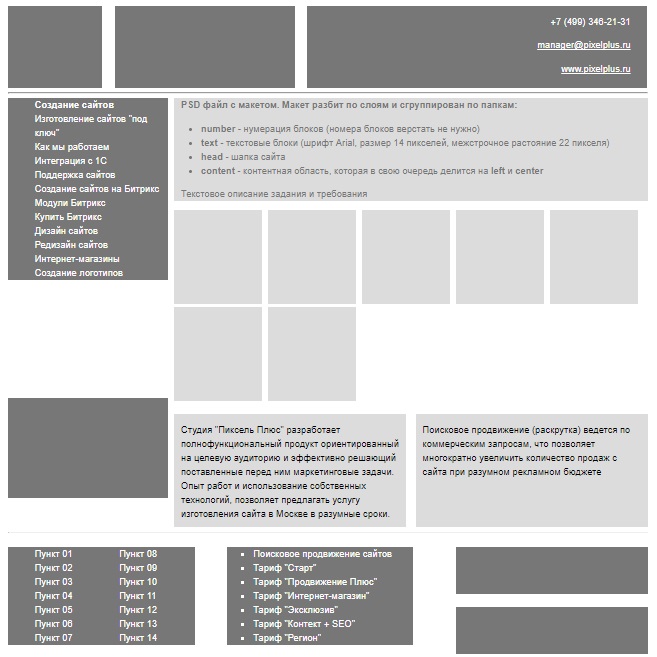 +7 (499) 346-21-31
manager@pixelplus.ru
www.pixelplus.ru
Создание сайтов
Изготовление сайтов "под
ключ"
Как мы работаем
Интеграция с 1С
Поддержка сайтов
Создание сайтов на Битрикс
Модули Битрикс
Купить Битрикс
Дизайн сайтов
Редизайн сайтов
Интернет-магазины
Создание логотипов
PSD файл с макетом. Макет разбит по слоям и сгруппирован по папкам:
• number - нумерация блоков (номера блоков верстать не нужно)
• text - текстовые блоки (шрифт Arial, размер 14 пикселей, межстрочное растояние 22 пикселя)
• head - шапка сайта
• content - контентная область, которая в свою очередь делится на left и center
Текстовое описание задания и требования
Студия "Пиксель Плюс" разработает
полнофункциональный продукт ориентированный
на целевую аудиторию и эффективно решающий
поставленные перед ним маркетинговые задачи.
Опыт работ и использование собственных
технологий, позволяет предлагать услугу
изготовления сайта в Москве в разумные сроки.
Поисковое продвижение (раскрутка) ведется по
коммерческим запросам, что позволяет
многократно увеличить количество продаж с
сайта при разумном рекламном бюджете
Пункт 01
Пункт 02
Пункт 03
Пункт 04
Пункт 05
Пункт 06
Пункт 07
Пункт 08
Пункт 09
Пункт 10
Пункт 11
Пункт 12
Пункт 13
Пункт 14
▪ Поисковое продвижение сайтов
▪ Тариф "Старт"
▪ Тариф "Продвижение Плюс"
▪ Тариф "Интернет-магазин"
▪ Тариф "Эксклюзив"
▪ Тариф "Контект + SEO"
▪ Тариф "Регион"